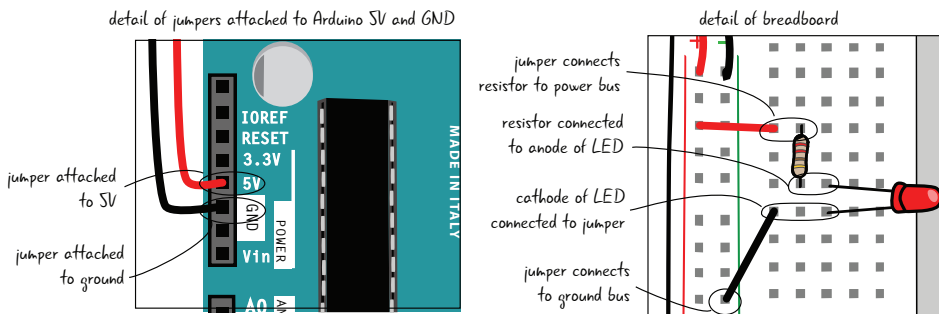 detail of jumpers attached to Arduino 5V and GND
IOREF
RESET
3.3V
5V
GND
POWER
Vin
A0
AN
MADE IN ITALY
jumper attached
to 5V
jumper attached
to ground
detail of breadboard
+
-
jumper connects
resistor to power bus
resistor connected
to anode of LED
cathode of LED
connected to jumper
jumper connects
to ground bus